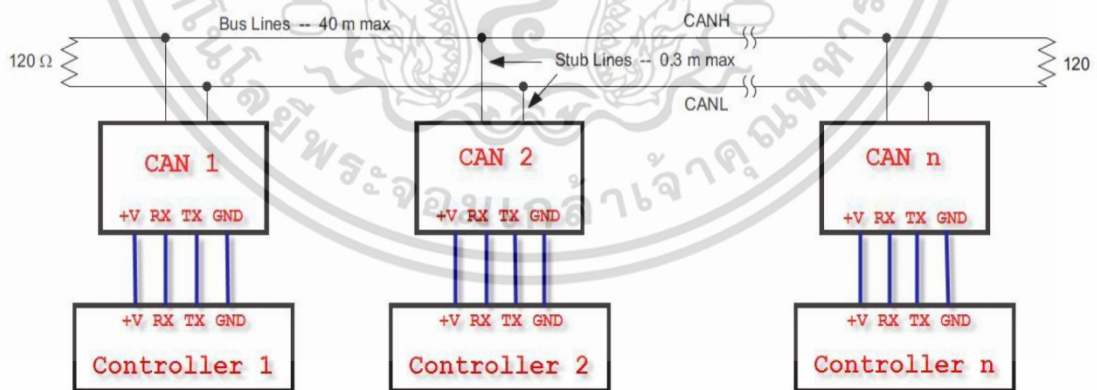 Bus Lines -- 40 m max
CANH
120 Ω
Stub Lines -- 0.3 m max
120
CANL
CAN 1
CAN 2
CAN n
+V RX TX GND
+V RX TX GND
+V RX TX GND
+V RX TX GND
+V RX TX GND
+V RX TX GND
Controller 1
Controller 2
Controller n